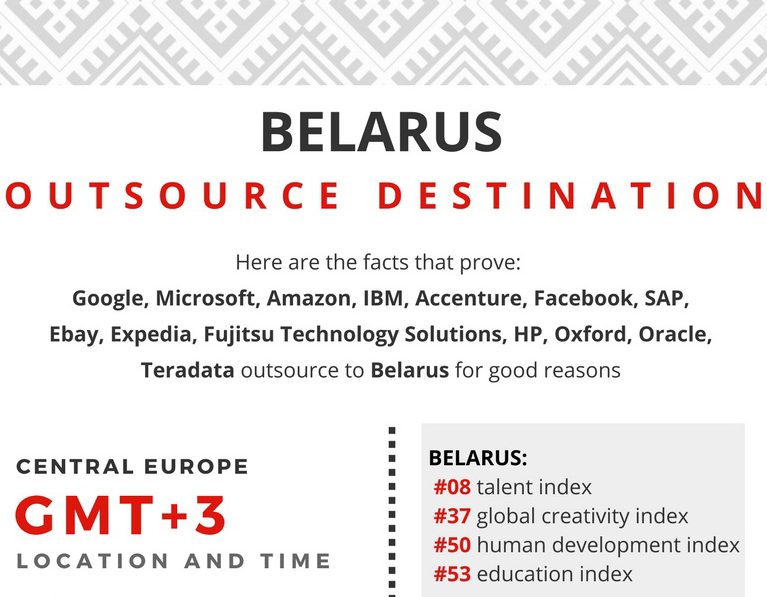 BELARUS
OUTSOURCE DESTINATION
Here are the facts that prove:
Google, Microsoft, Amazon, IBM, Accenture, Facebook, SAP,
Ebay, Expedia, Fujitsu Technology Solutions, HP, Oxford, Oracle,
Teradata outsource to Belarus for good reasons
CENTRAL EUROPE
GMT+3
LOCATION AND TIME
BELARUS:
#08 talent index
#37 global creativity index
#50 human development index
#53 education index